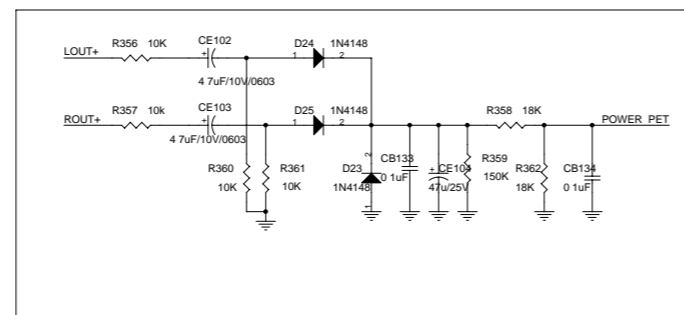 R356 10K CE102 D24 1N4148
LOUT+ + 1 2
4 7uF/10V/0603
R357 10k CE103 D25 1N4148 R358 18K
ROUT+ + 1 2 POWER PET
4 7uF/10V/0603
R360 R361 D23 2 CB133 + CE104 R359 R362 CB134
10K 10K 1N4148 0 1uF 47u/25V 150K 18K 0 1uF
1